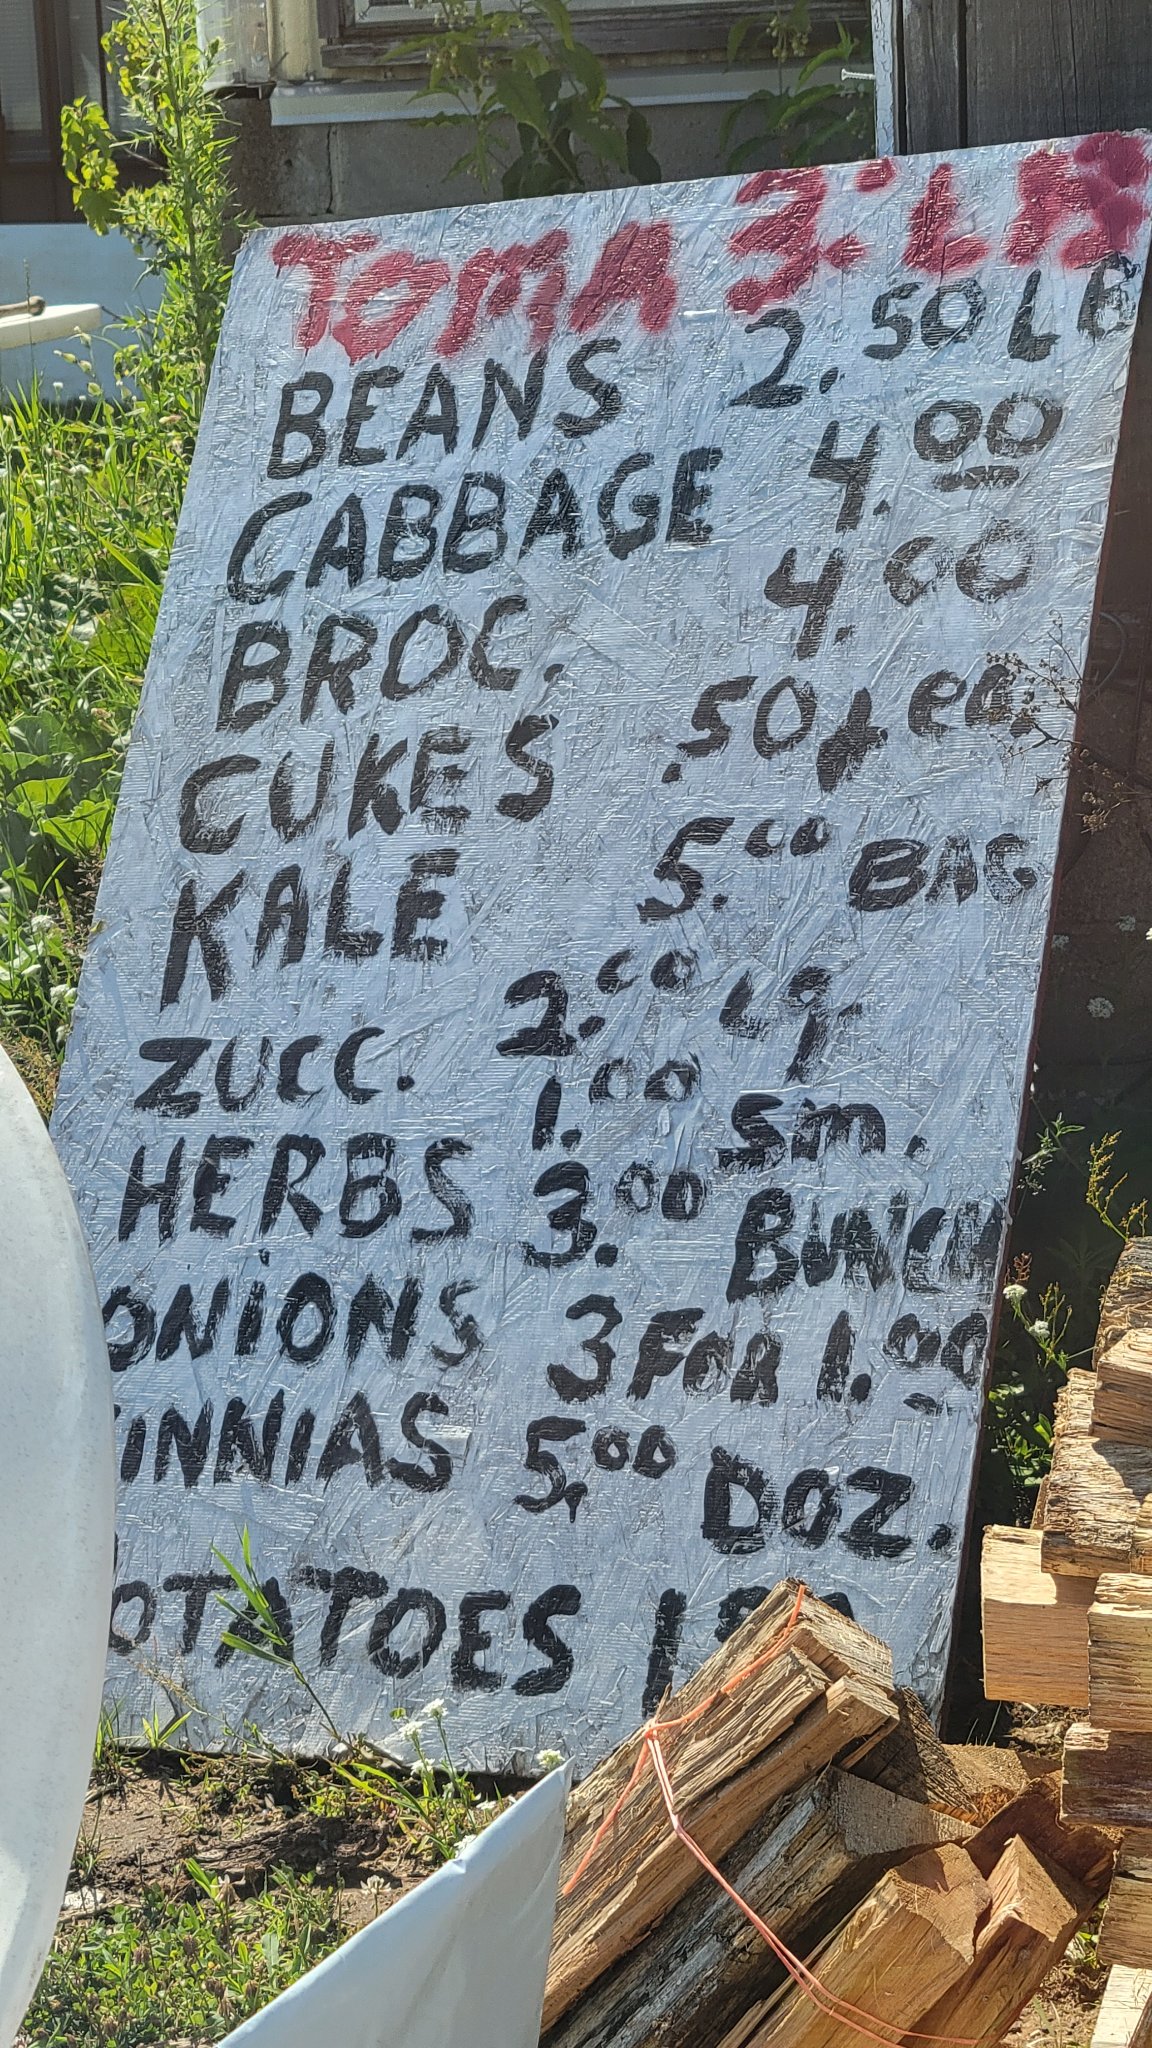 TOMA 3. LB
BEANS 2.50 LB
CABBAGE 4.00
BROC. 4.00
CUKES .50¢ ea.
KALE 5.00 BAG
ZUCC. 2.00 Lg.
1.00 Sm.
HERBS 3.00 BUNCH
ONiONS 3 FOR 1.00
INNIAS 5.00 DOZ.
OTATOES 1